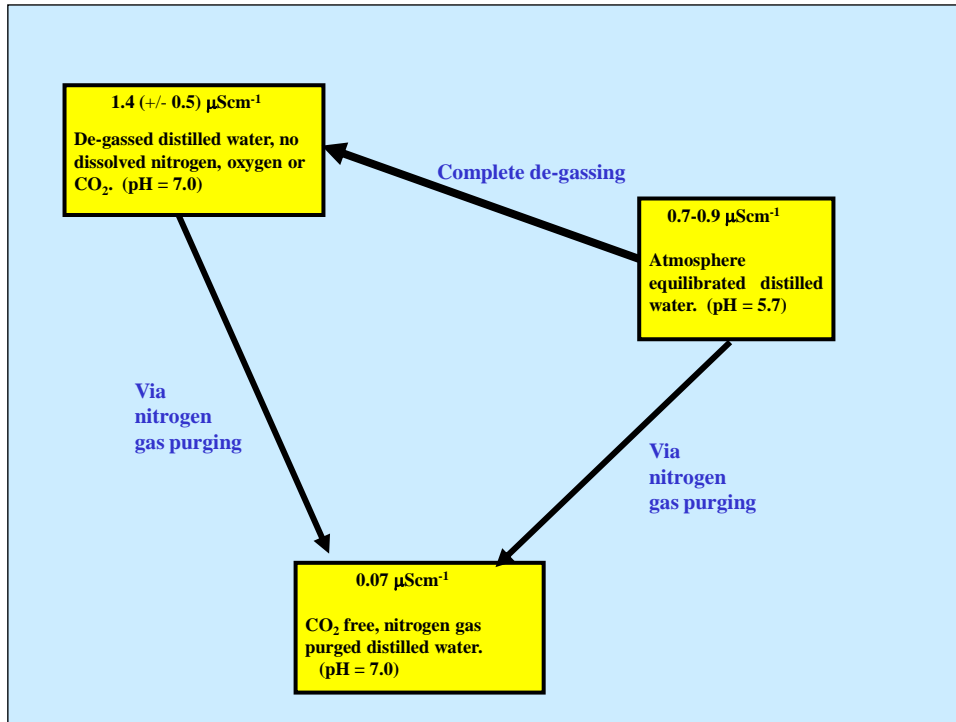 1.4 (+/- 0.5) μScm-1
De-gassed distilled water, no
dissolved nitrogen, oxygen or
CO2. (pH = 7.0)
Complete de-gassing
0.7-0.9 μScm-1
Atmosphere
equilibrated distilled
water. (pH = 5.7)
Via
nitrogen
gas purging
Via
nitrogen
gas purging
0.07 μScm-1
CO2 free, nitrogen gas
purged distilled water.
(pH = 7.0)